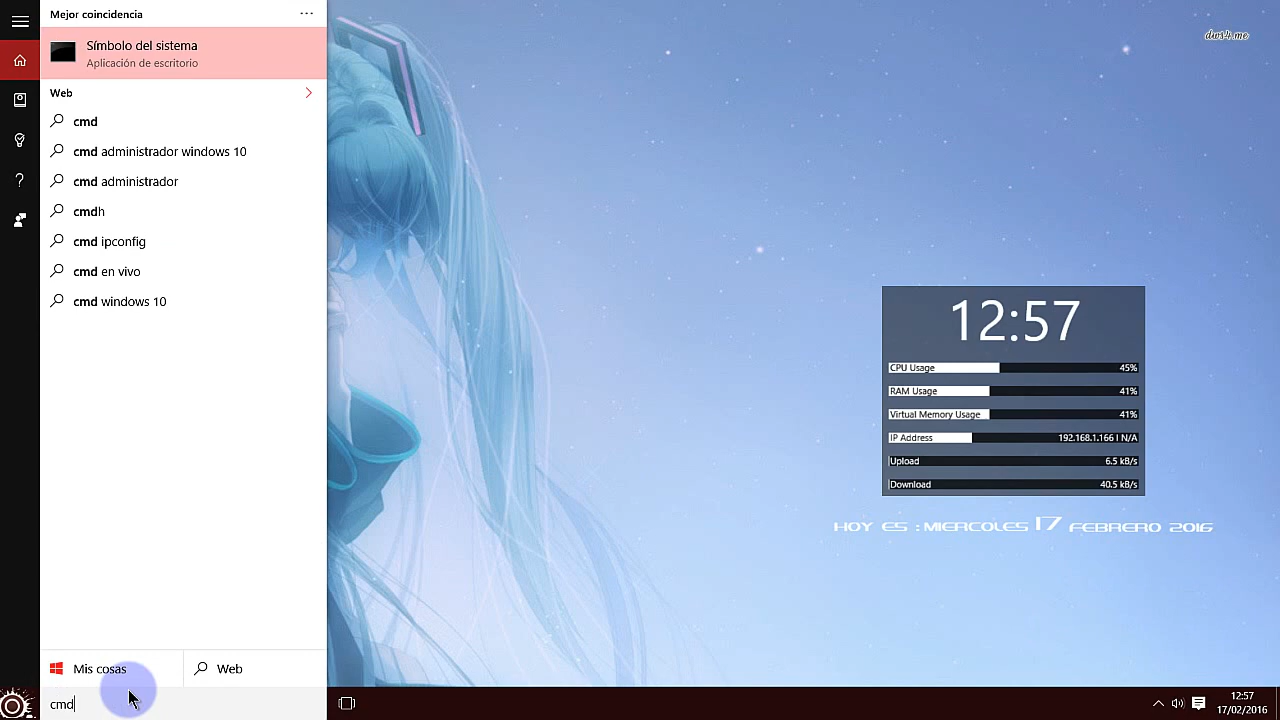 Mejor coincidencia
Símbolo del sistema
Aplicación de escritorio
Web
cmd
cmd administrador windows 10
cmd administrador
cmdh
cmd ipconfig
cmd en vivo
cmd windows 10
Mis cosas
Web
cmd
12:57
CPU Usage 45%
RAM Usage 41%
Virtual Memory Usage 41%
IP Address 192.168.1.166 | N/A
Upload 6.5 kB/s
Download 40.5 kB/s
HOY ES : MIERCOLES 17 FEBRERO 2016
12:57
17/02/2016